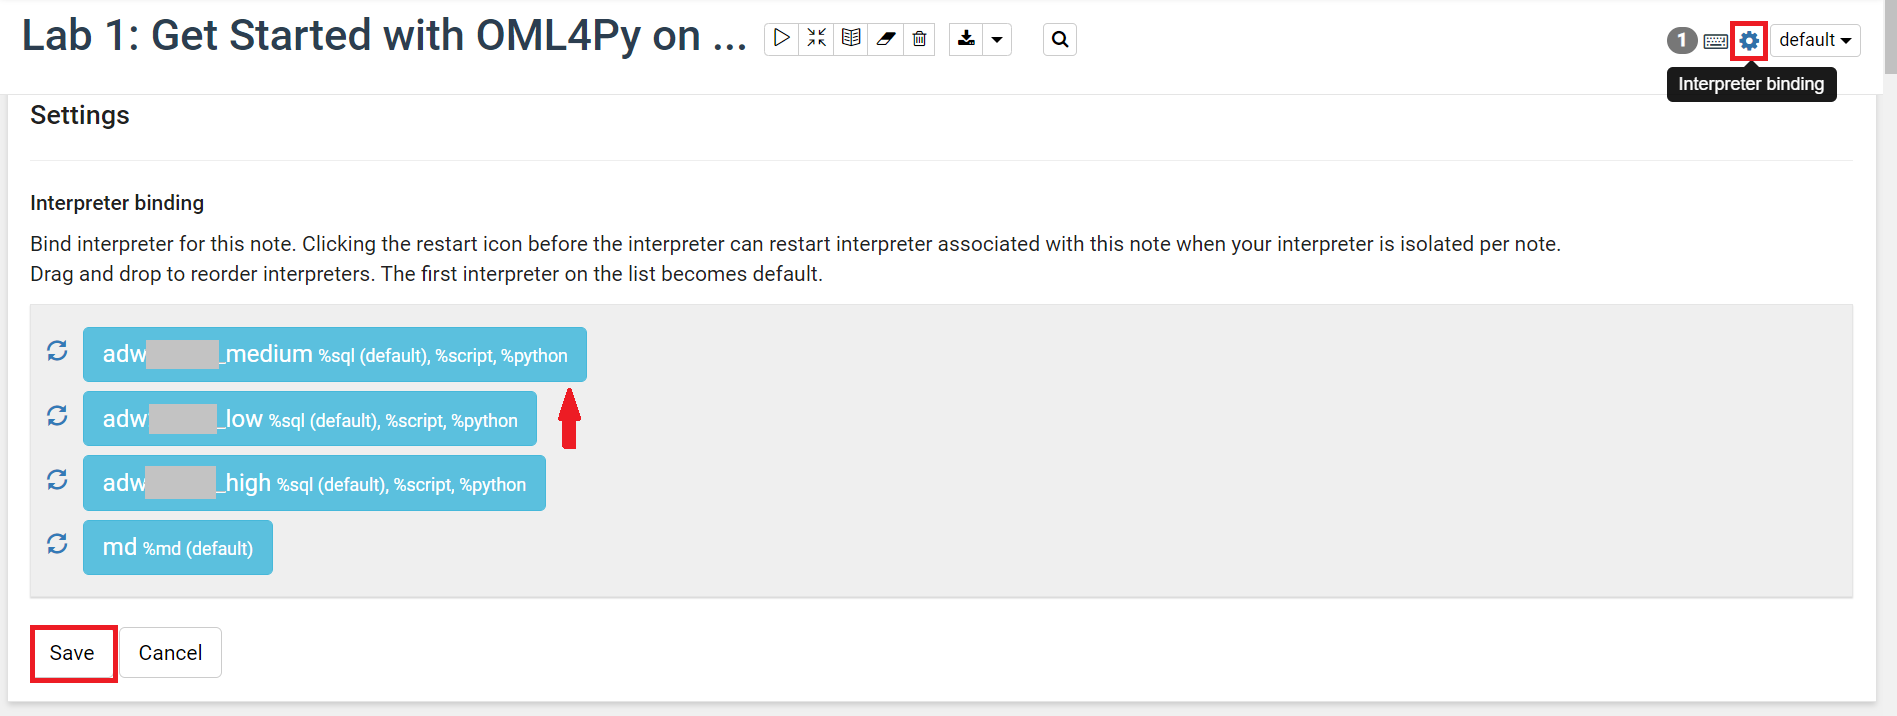 Lab 1: Get Started with OML4Py on ...
1
default
Interpreter binding
Settings
Interpreter binding
Bind interpreter for this note. Clicking the restart icon before the interpreter can restart interpreter associated with this note when your interpreter is isolated per note.
Drag and drop to reorder interpreters. The first interpreter on the list becomes default.
adw _medium %sql (default), %script, %python
adw _low %sql (default), %script, %python
adw _high %sql (default), %script, %python
md %md (default)
Save Cancel